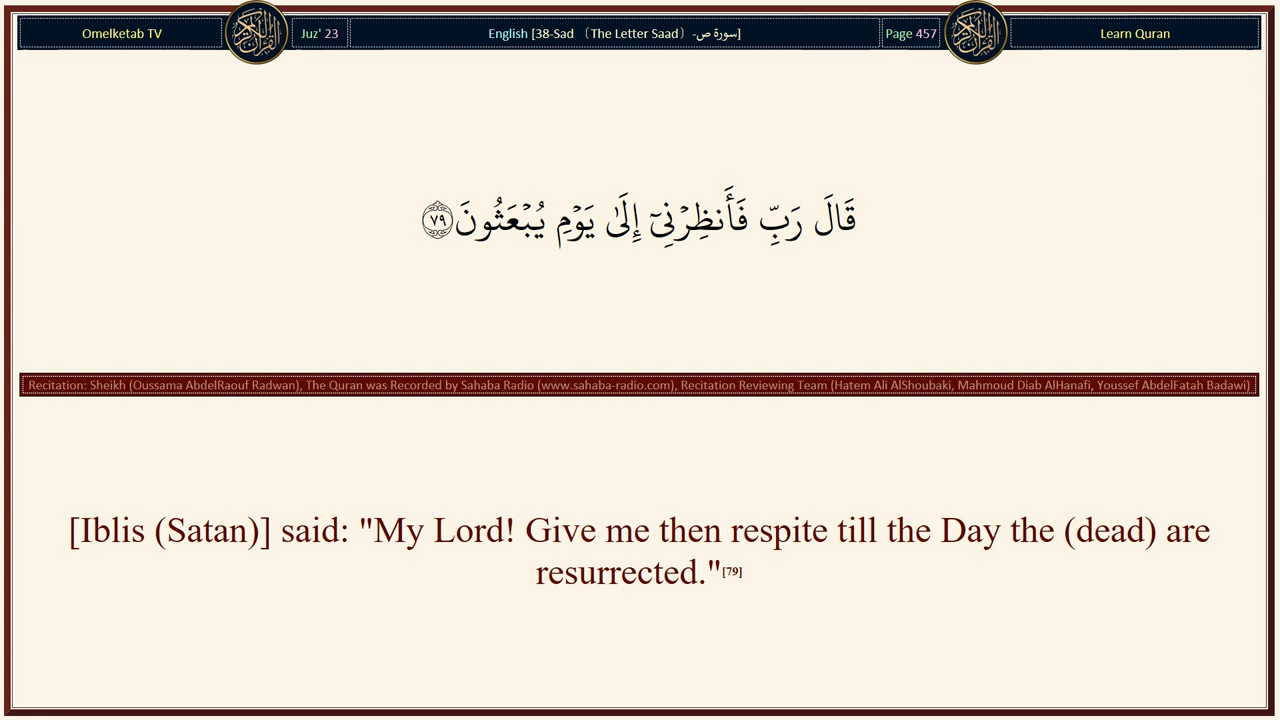 Omelketab TV
Juz' 23
English [38-Sad （The Letter Saad）-سورة ص]
Page 457
Learn Quran
قَالَ رَبِّ فَأَنظِرۡنِيٓ إِلَىٰ يَوۡمِ يُبۡعَثُونَ ٧٩
Recitation: Sheikh (Oussama AbdelRaouf Radwan), The Quran was Recorded by Sahaba Radio (www.sahaba-radio.com), Recitation Reviewing Team (Hatem Ali AlShoubaki, Mahmoud Diab AlHanafi, Youssef AbdelFatah Badawi)
[Iblis (Satan)] said: "My Lord! Give me then respite till the Day the (dead) are
resurrected."[79]